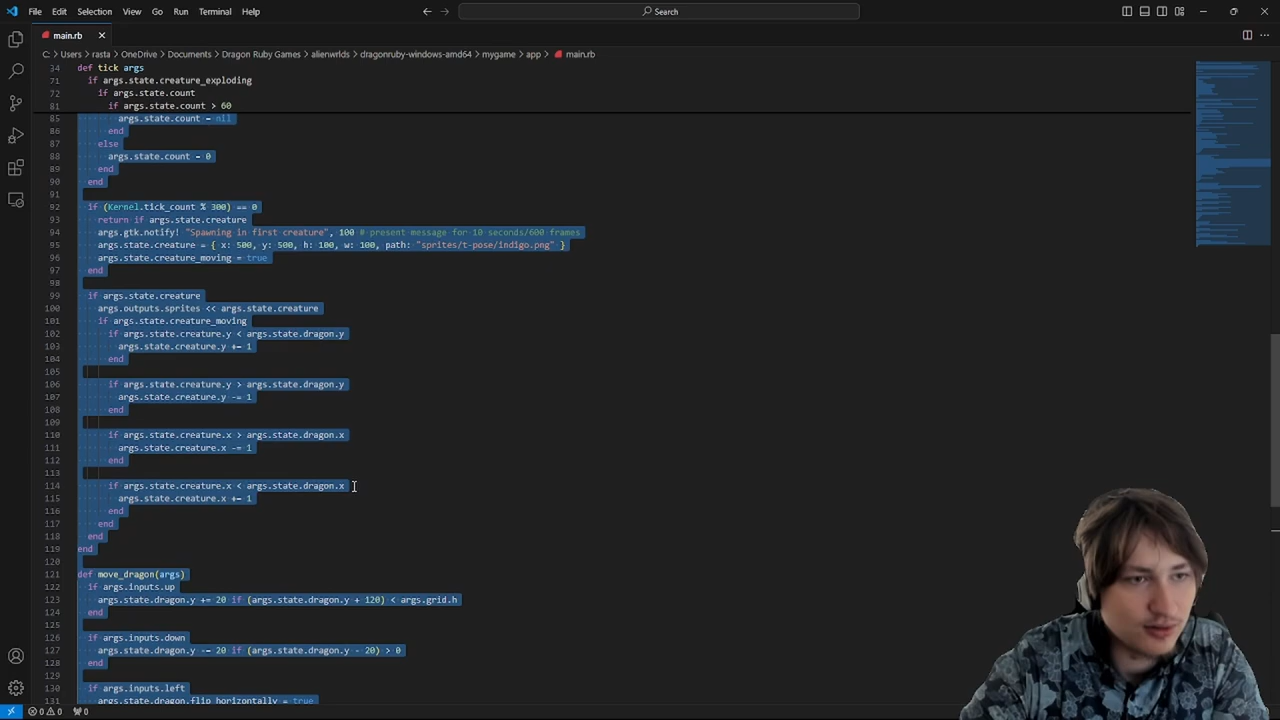 File Edit Selection View Go Run Terminal Help
Search
main.rb
C: > Users > rasta > OneDrive > Documents > Dragon Ruby Games > alienwrlds > dragonruby-windows-amd64 > mygame > app > main.rb
34 def tick args
71 if args.state.creature_exploding
72 if args.state.count
81 if args.state.count > 60
85 args.state.count = nil
86 end
87 else
88 args.state.count = 0
89 end
90 end
91
92 if (Kernel.tick_count % 300) == 0
93 return if args.state.creature
94 args.gtk.notify! "Spawning in first creature", 100 # present message for 10 seconds/600 frames
95 args.state.creature = { x: 500, y: 500, h: 100, w: 100, path: "sprites/t-pose/indigo.png" }
96 args.state.creature_moving = true
97 end
98
99 if args.state.creature
100 args.outputs.sprites << args.state.creature
101 if args.state.creature_moving
102 if args.state.creature.y < args.state.dragon.y
103 args.state.creature.y += 1
104 end
105
106 if args.state.creature.y > args.state.dragon.y
107 args.state.creature.y -= 1
108 end
109
110 if args.state.creature.x > args.state.dragon.x
111 args.state.creature.x -= 1
112 end
113
114 if args.state.creature.x < args.state.dragon.x
115 args.state.creature.x += 1
116 end
117 end
118 end
119 end
120
121 def move_dragon(args)
122 if args.inputs.up
123 args.state.dragon.y += 20 if (args.state.dragon.y + 120) < args.grid.h
124 end
125
126 if args.inputs.down
127 args.state.dragon.y -= 20 if (args.state.dragon.y - 20) > 0
128 end
129
130 if args.inputs.left
131 args.state.dragon.flip_horizontally = true
0 0 0